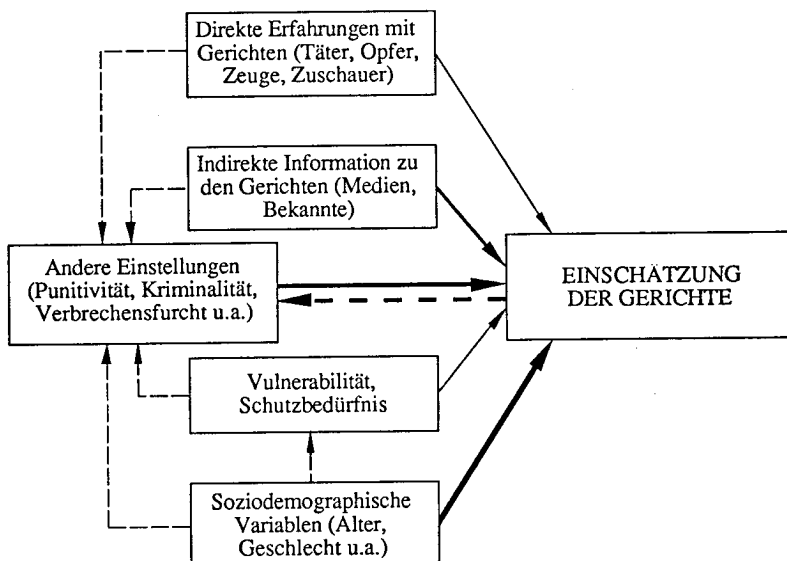 Direkte Erfahrungen mit
Gerichten (Täter, Opfer,
Zeuge, Zuschauer)
Indirekte Information zu
den Gerichten (Medien,
Bekannte)
Andere Einstellungen
(Punitivität, Kriminalität,
Verbrechensfurcht u.a.)
EINSCHÄTZUNG
DER GERICHTE
Vulnerabilität,
Schutzbedürfnis
Soziodemographische
Variablen (Alter,
Geschlecht u.a.)